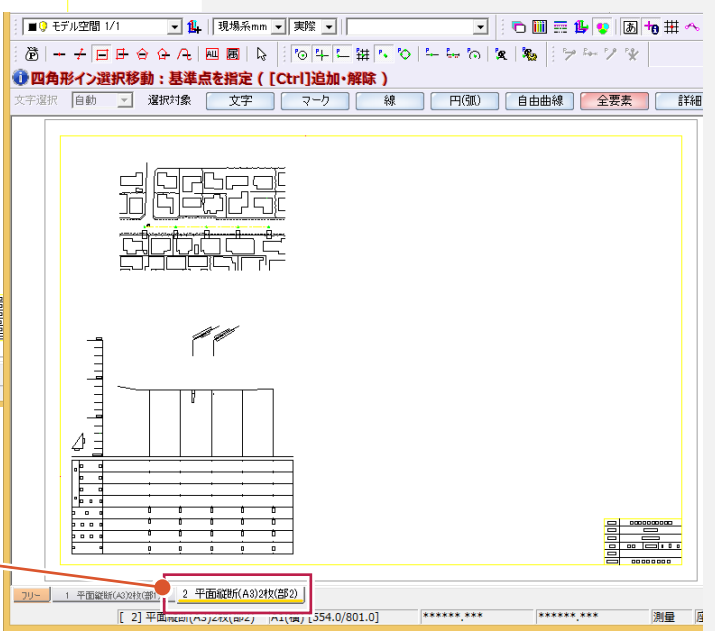 モデル空間 1/1 現場系mm 実際
ALL
四角形イン選択移動：基準点を指定 ( [Ctrl]追加・解除 )
文字選択 自動 選択対象 文字 マーク 線 円(弧) 自由曲線 全要素 詳細
フリー 1 平面縦断(A3)2枚(部 2 平面縦断(A3)2枚(部2)
[ 2] 平面縦断(A3)2枚(部2) A1(横) [554.0/801.0] ******.*** ******.*** 測量